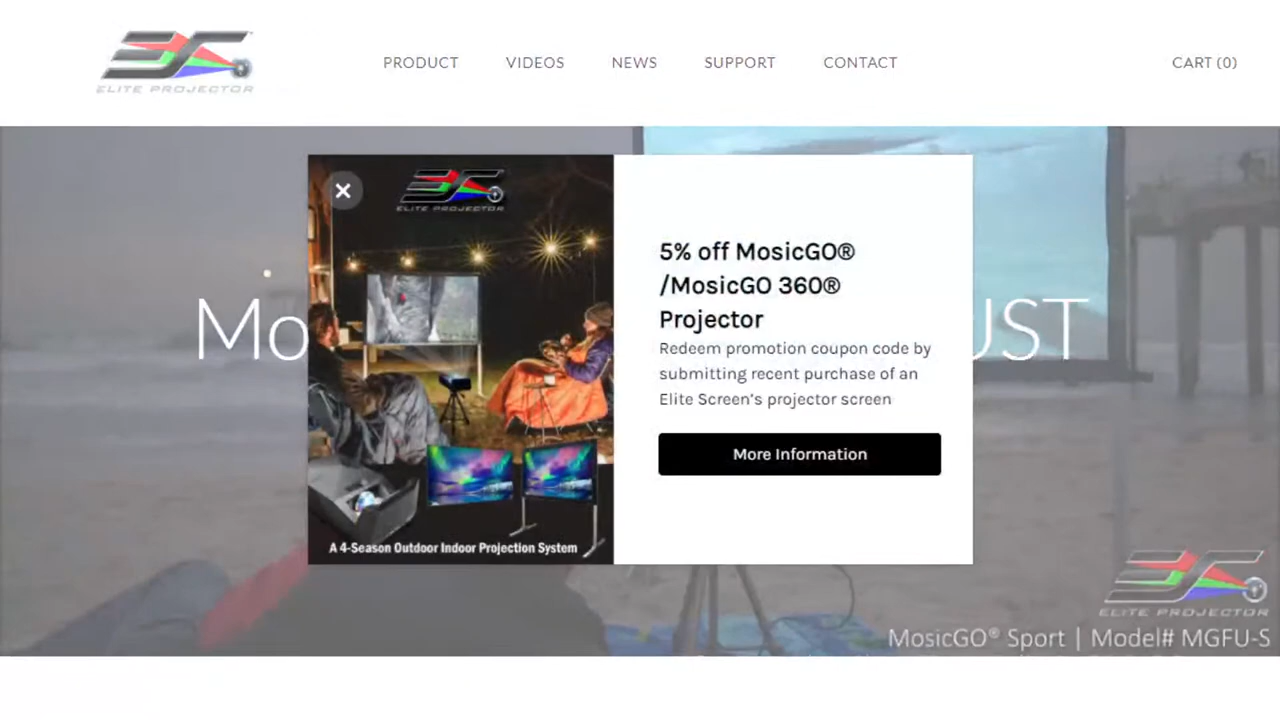 ELITE PROJECTOR
PRODUCT VIDEOS NEWS SUPPORT CONTACT CART (0)
ELITE PROJECTOR
5% off MosicGO®
/MosicGO 360®
Projector
Mo UST
Redeem promotion coupon code by
submitting recent purchase of an
Elite Screen's projector screen
More Information
A 4-Season Outdoor Indoor Projection System
ELITE PROJECTOR
MosicGO® Sport | Model# MGFU-S